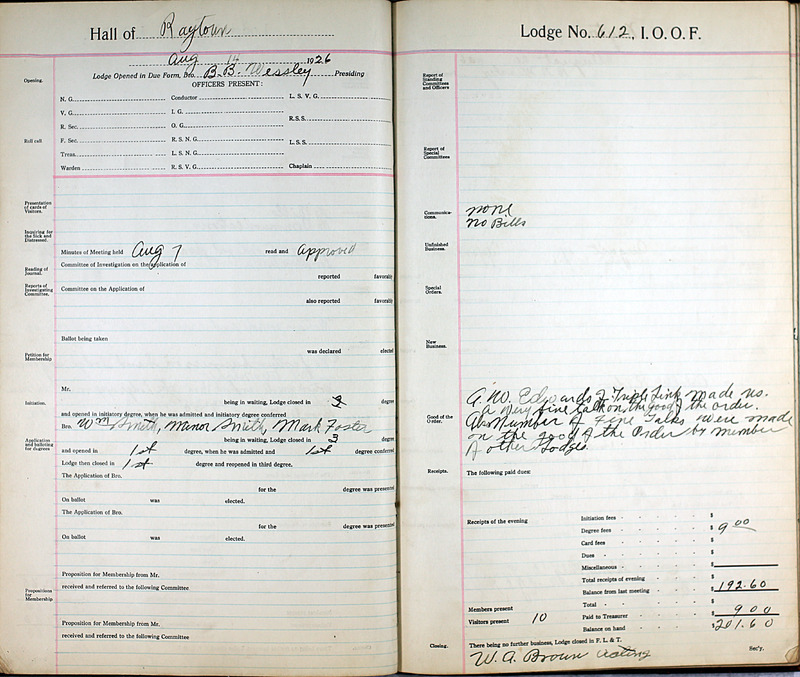 Hall of Raytown
Aug 14 1926
Lodge Opened in Due Form, Bro. B.B. Wessley Presiding
OFFICERS PRESENT:
Opening.
N. G. Conductor L. S. V. G.
V. G. I. G. R.S.S.
R. Sec. O. G.
Roll call
F. Sec. R. S. N. G. L.S.S.
Treas. L. S. N. G.
Warden R. S. V. G. Chaplain
Presentation of cards of Visitors.
Inquiring for the Sick and Distressed.
Minutes of Meeting held Aug 7 read and approved
Reading of Journal.
Committee of Investigation on the application of
reported favorably
Reports of Investigating Committee.
Committee on the Application of
also reported favorably
Ballot being taken
was declared elected
Petition for Membership
Mr.
Initiation.
being in waiting, Lodge closed in 3 degree
and opened in initiatory degree, when he was admitted and initiatory degree conferred
Bro. Wm Smith, Minor Smith, Mark Foster
Application and balloting for degrees
being in waiting, Lodge closed in 3 degree
and opened in 1st degree, when he was admitted and 1st degree conferred
Lodge then closed in 1st degree and reopened in third degree.
The Application of Bro.
for the degree was presented
On ballot was elected.
The Application of Bro.
for the degree was presented
On ballot was elected.
Proposition for Membership from Mr.
Propositions for Membership
received and referred to the following Committee
Proposition for Membership from Mr.
received and referred to the following Committee
Lodge No. 612, I. O. O. F.
Report of Standing Committees and Officers
Report of Special Committees
Communications.
none
no Bills
Unfinished Business.
Special Orders.
New Business.
Good of the Order.
G. W. Edwards of Triple Link made us.
a very fine talk on the good of the order.
A Number of Fine Talks were made
on the good of the Order by member
of other Lodges.
Receipts. The following paid dues:
Receipts of the evening
Initiation fees $
Degree fees $ 9 00
Card fees $
Dues $
Miscellaneous $
Total receipts of evening
Balance from last meeting $ 192.60
Members present Total
Visitors present 10 Paid to Treasurer $ 9 00
Balance on hand $ 201.60
Closing. There being no further business, Lodge closed in F. L. & T.
W. A. Brown acting Sec'y.